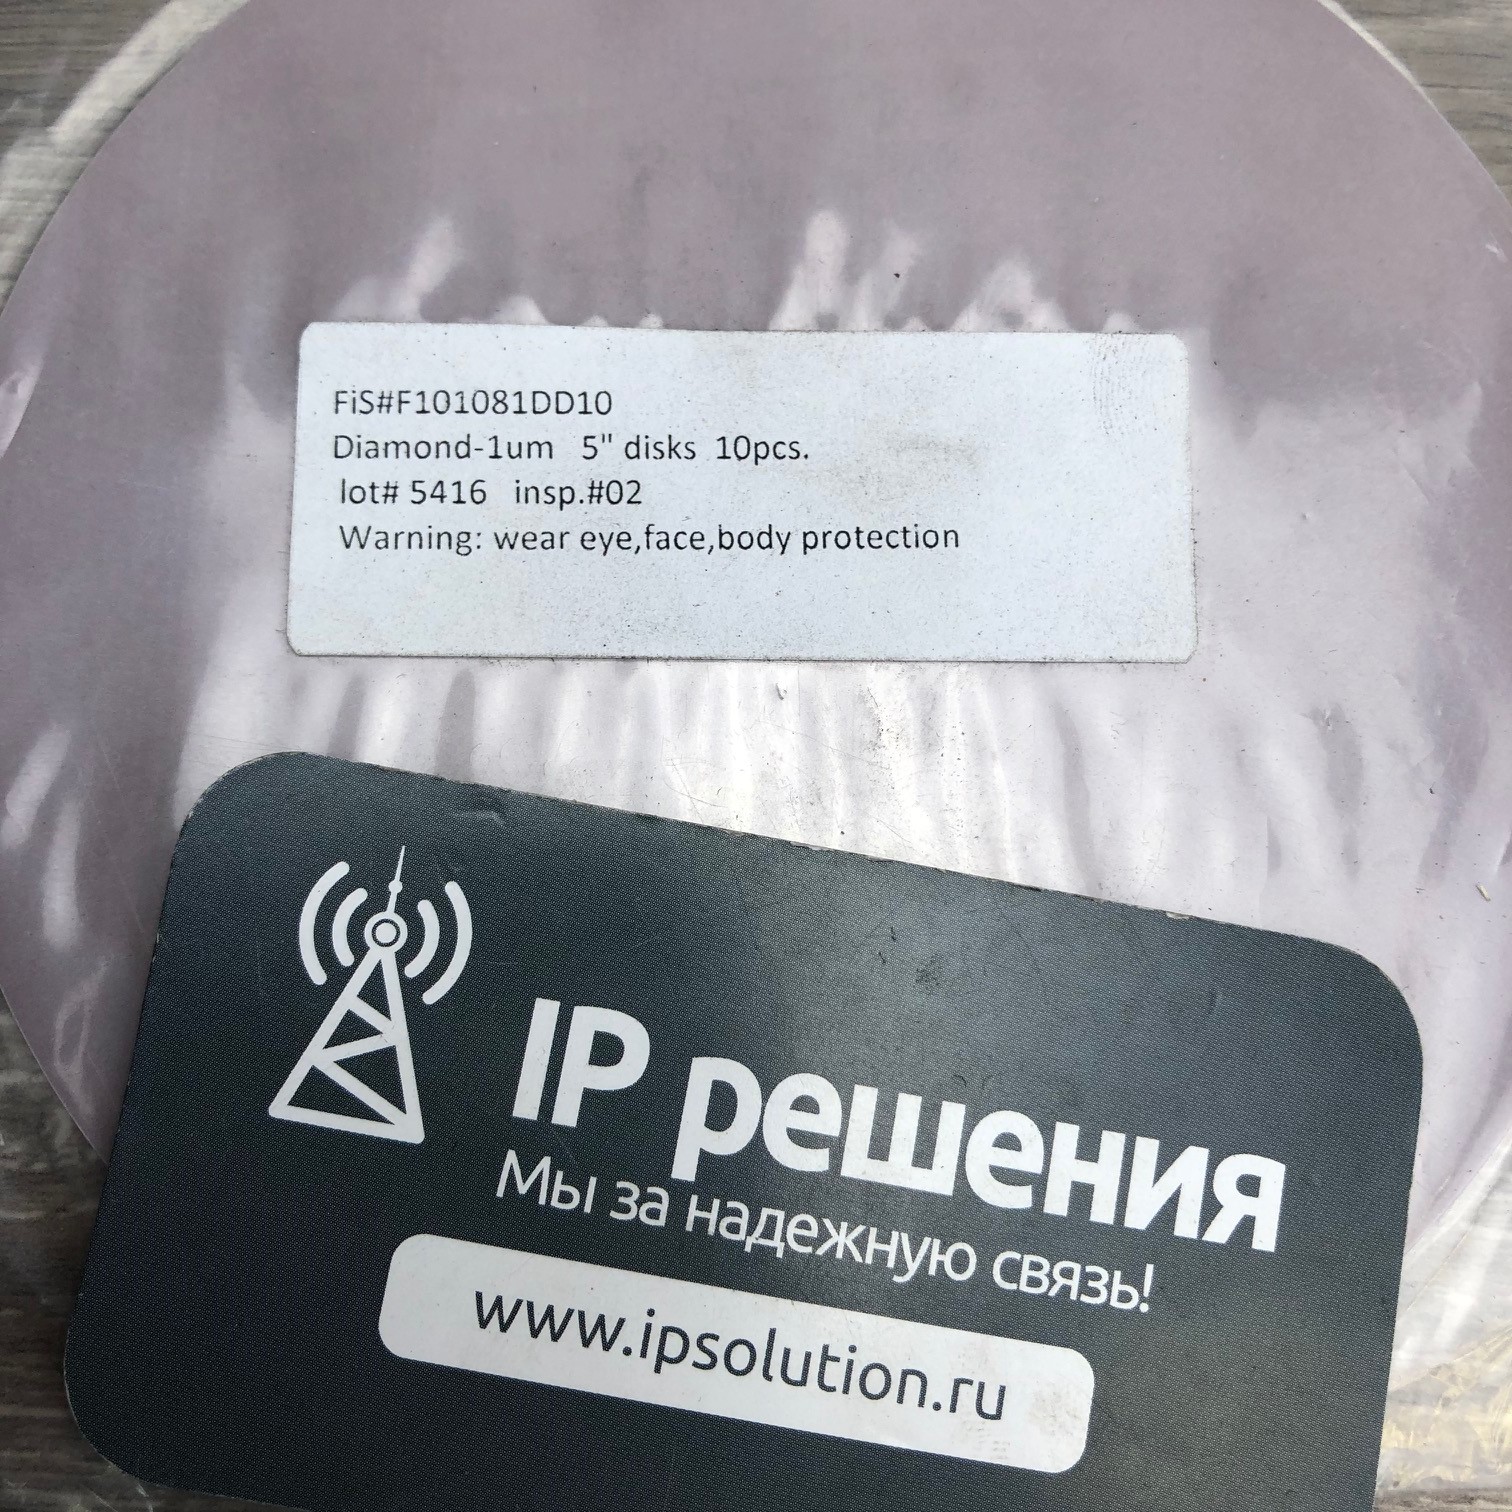 FiS#F101081DD10
Diamond-1um 5" disks 10pcs.
lot# 5416 insp.#02
Warning: wear eye,face,body protection
IP решения
Мы за надежную связь!
www.ipsolution.ru